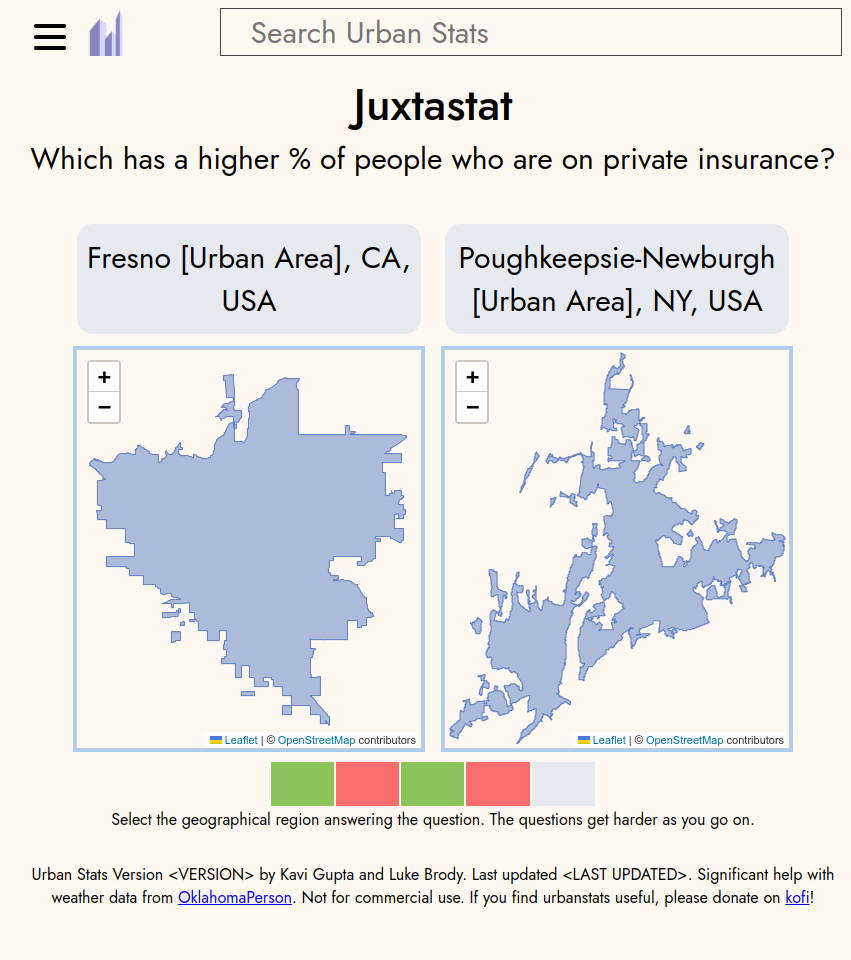 Search Urban Stats
Juxtastat
Which has a higher % of people who are on private insurance?
Fresno [Urban Area], CA,
USA
Poughkeepsie-Newburgh
[Urban Area], NY, USA
+
−
+
−
Leaflet | © OpenStreetMap contributors
Leaflet | © OpenStreetMap contributors
Select the geographical region answering the question. The questions get harder as you go on.
Urban Stats Version <VERSION> by Kavi Gupta and Luke Brody. Last updated <LAST UPDATED>. Significant help with
weather data from OklahomaPerson. Not for commercial use. If you find urbanstats useful, please donate on kofi!